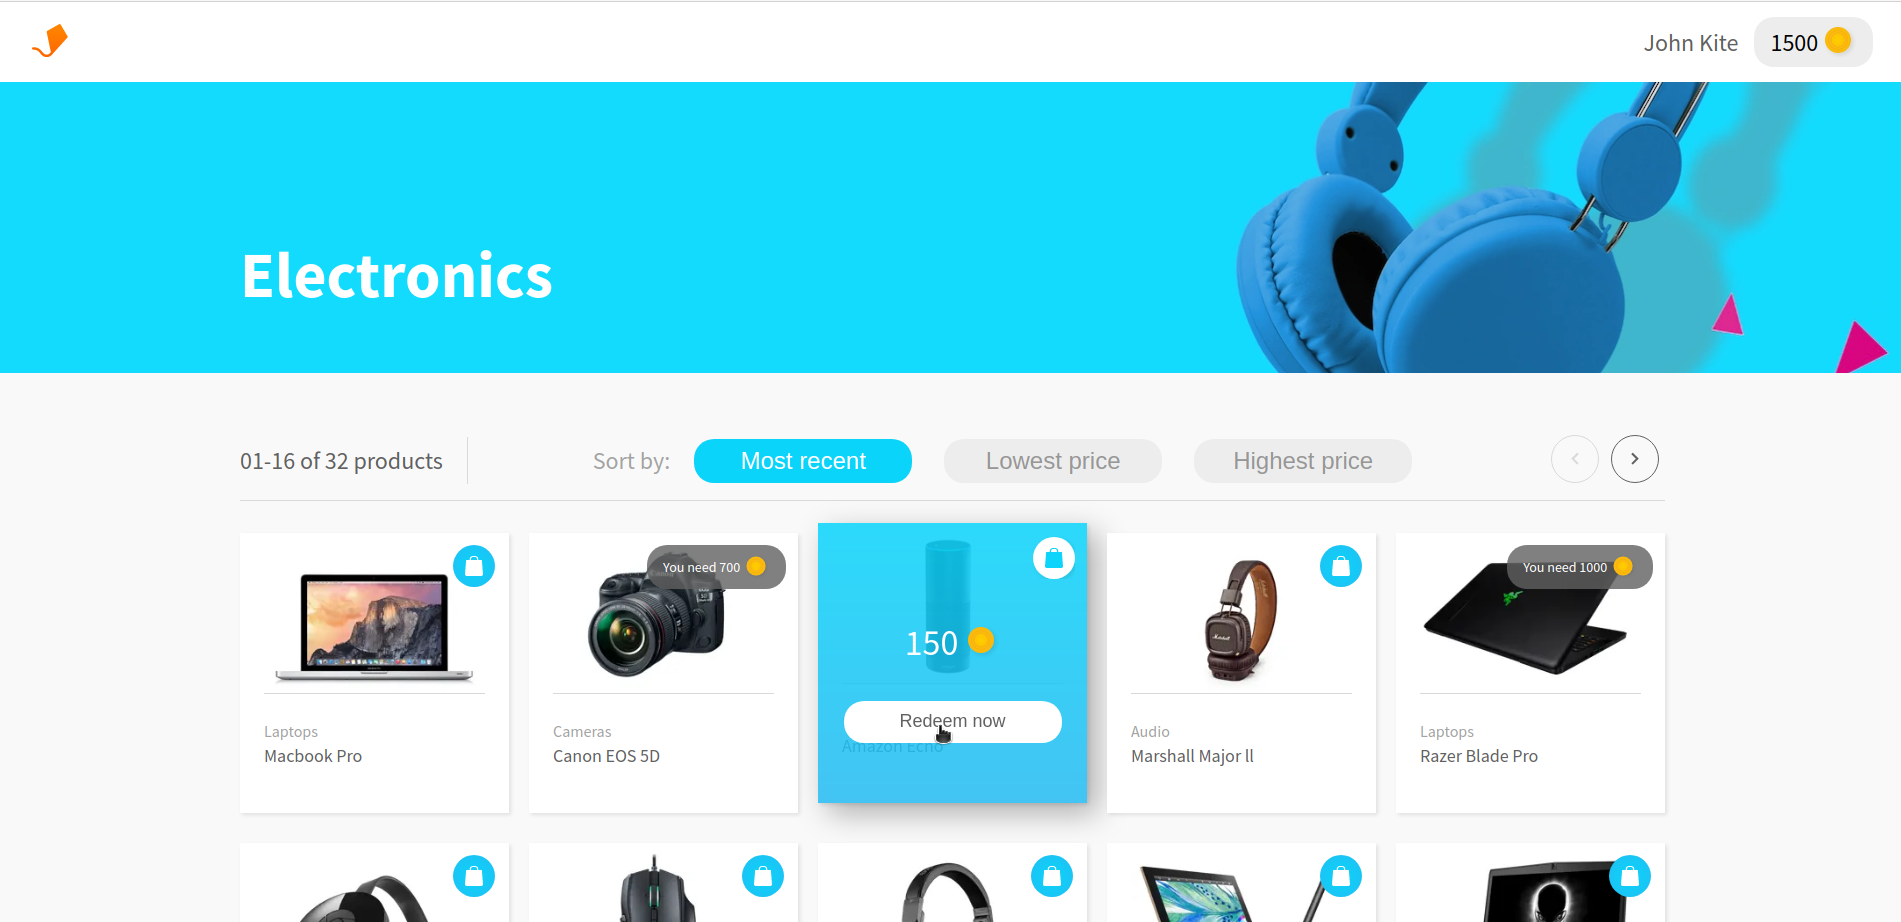 John Kite
1500
Electronics
01-16 of 32 products
Sort by:
Most recent
Lowest price
Highest price
You need 700
You need 1000
150
Redeem now
Amazon Echo
Laptops
Macbook Pro
Cameras
Canon EOS 5D
Audio
Marshall Major ll
Laptops
Razer Blade Pro